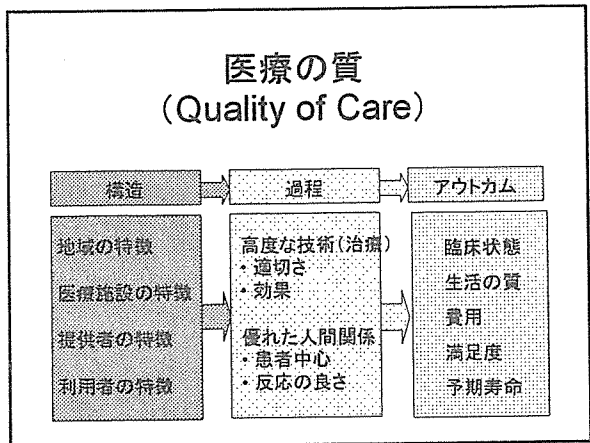 医療の質
(Quality of Care)
構造
過程
アウトカム
地域の特徴
医療施設の特徴
提供者の特徴
利用者の特徴
高度な技術(治療)
・適切さ
・効果
優れた人間関係
・患者中心
・反応の良さ
臨床状態
生活の質
費用
満足度
予期寿命